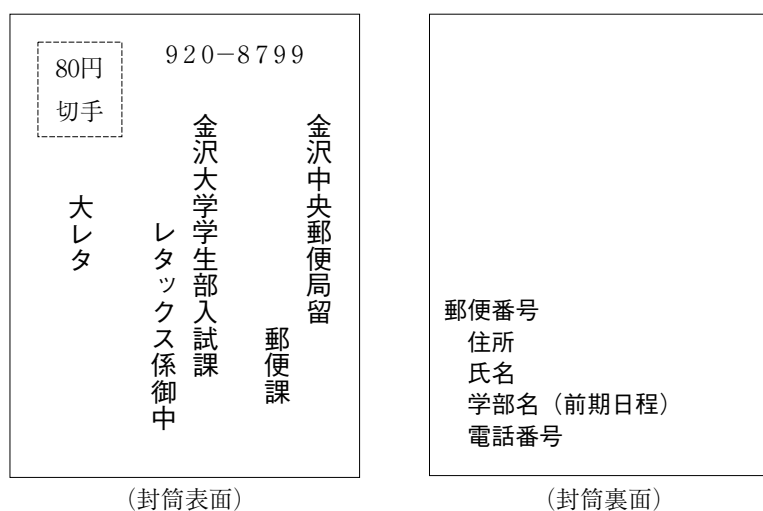 80円
切手
920-8799
金沢中央郵便局留
郵便課
金沢大学学生部入試課
レタックス係御中
大レタ
(封筒表面)
郵便番号
住所
氏名
学部名（前期日程）
電話番号
(封筒裏面)